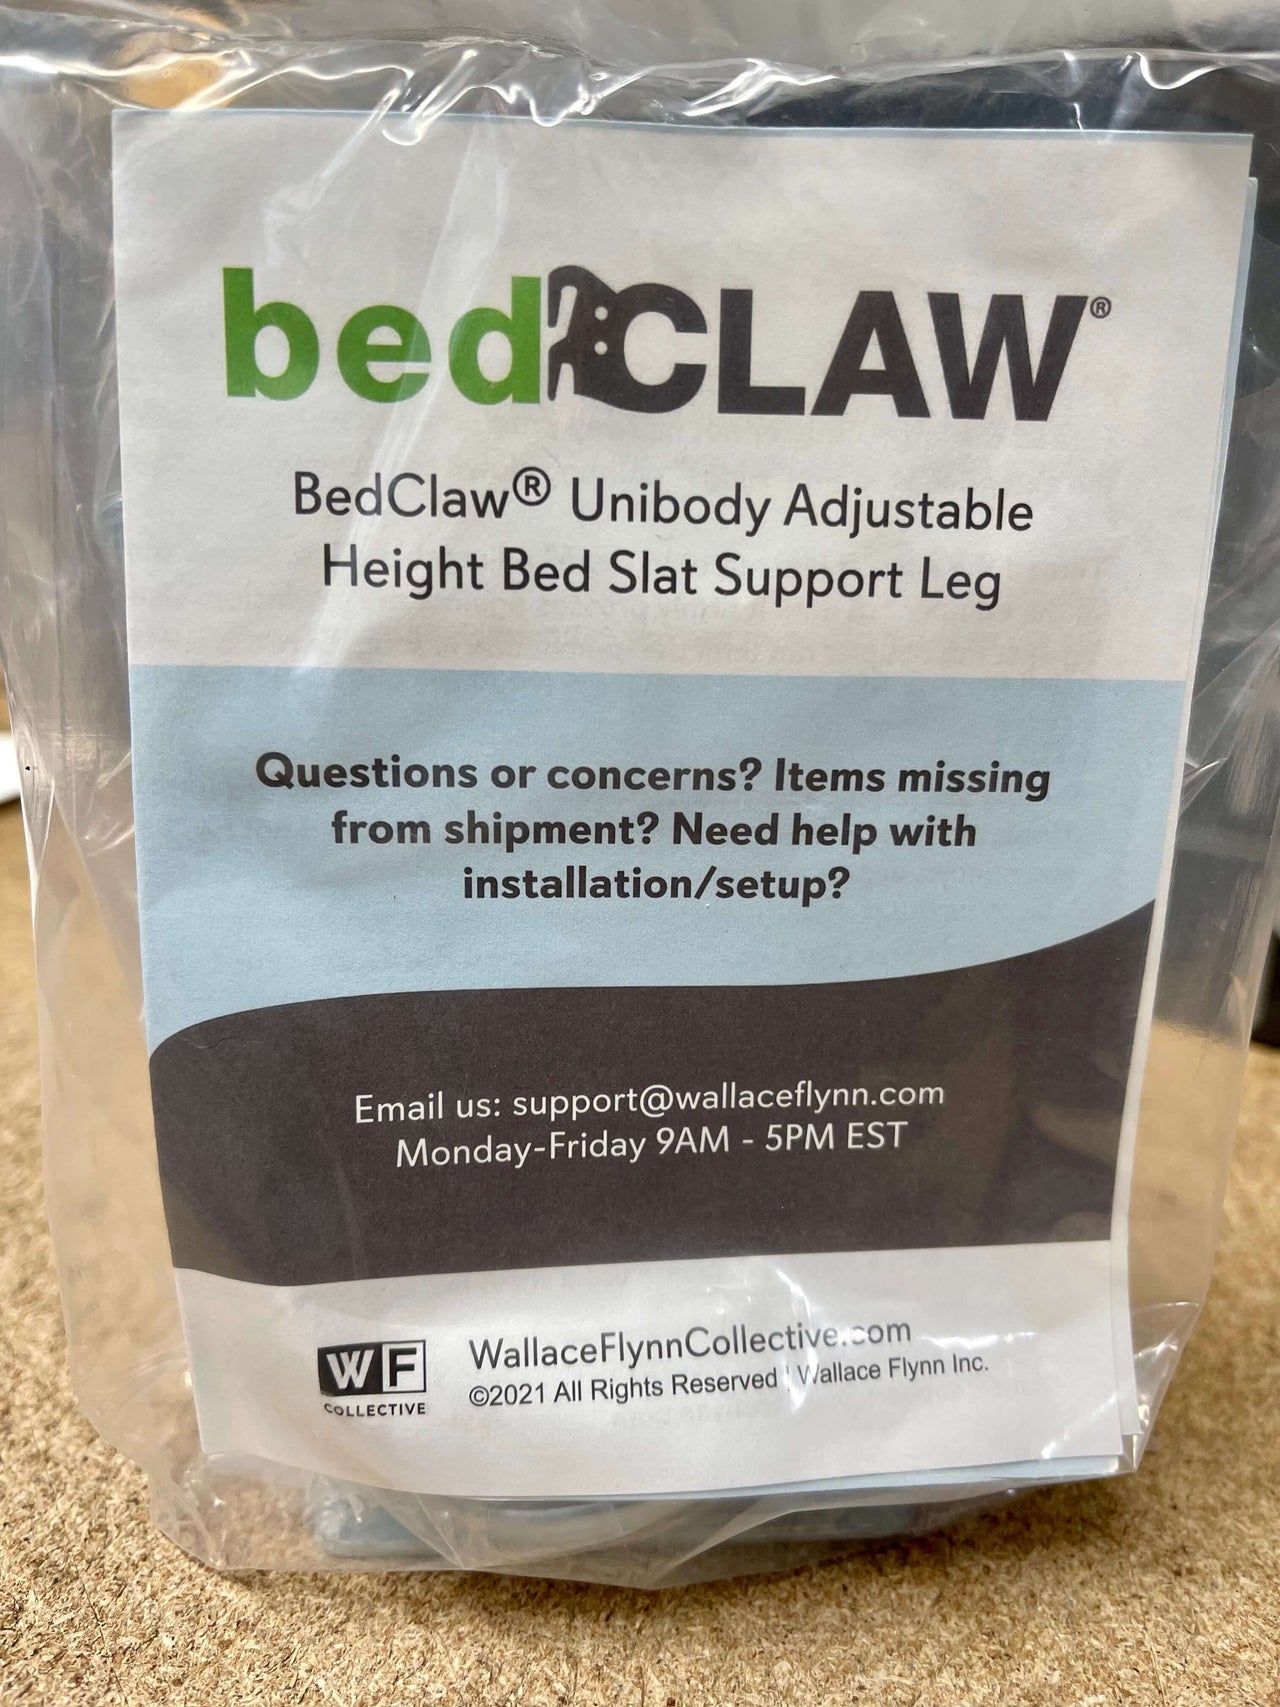 bedCLAW®
BedClaw® Unibody Adjustable
Height Bed Slat Support Leg
Questions or concerns? Items missing
from shipment? Need help with
installation/setup?
Email us: support@wallaceflynn.com
Monday-Friday 9AM - 5PM EST
WF
COLLECTIVE
WallaceFlynnCollective.com
©2021 All Rights Reserved | Wallace Flynn Inc.